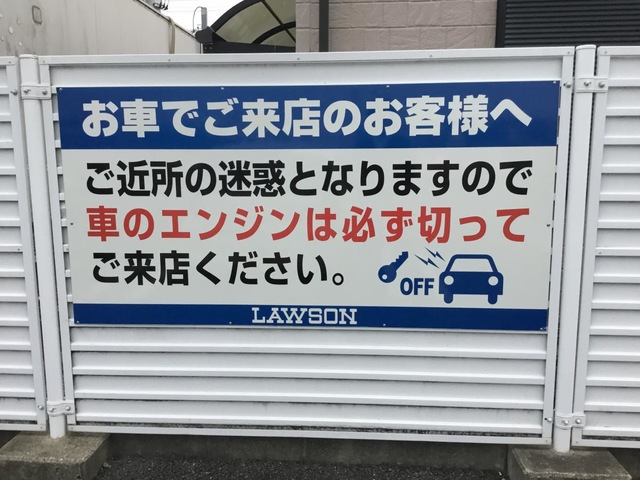 お車でご来店のお客様へ
ご近所の迷惑となりますので
車のエンジンは必ず切って
ご来店ください。
OFF
LAWSON